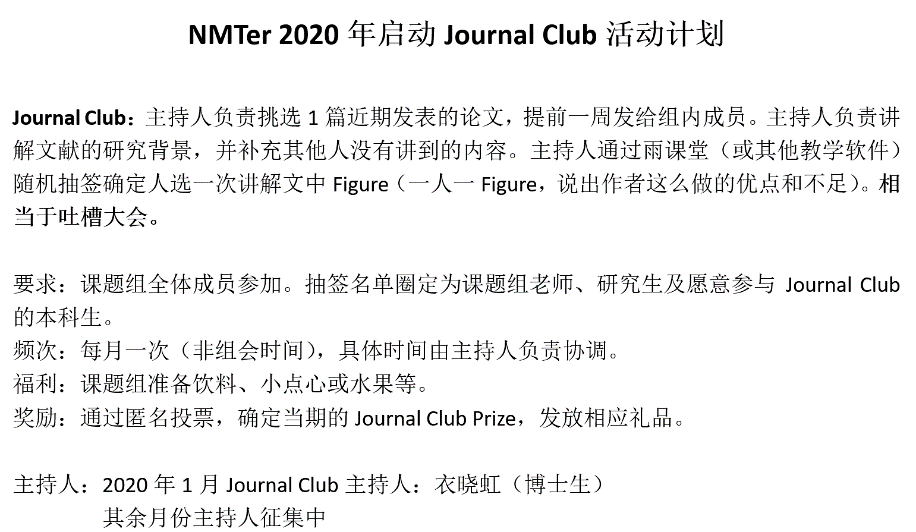 NMTer 2020 年启动 Journal Club 活动计划
Journal Club：主持人负责挑选 1 篇近期发表的论文，提前一周发给组内成员。主持人负责讲
解文献的研究背景，并补充其他人没有讲到的内容。主持人通过雨课堂（或其他教学软件）
随机抽签确定人选一次讲解文中 Figure（一人一 Figure，说出作者这么做的优点和不足）。相
当于吐槽大会。
要求：课题组全体成员参加。抽签名单圈定为课题组老师、研究生及愿意参与 Journal Club
的本科生。
频次：每月一次（非组会时间），具体时间由主持人负责协调。
福利：课题组准备饮料、小点心或水果等。
奖励：通过匿名投票，确定当期的 Journal Club Prize，发放相应礼品。
主持人：2020 年 1 月 Journal Club 主持人：衣晓虹（博士生）
其余月份主持人征集中